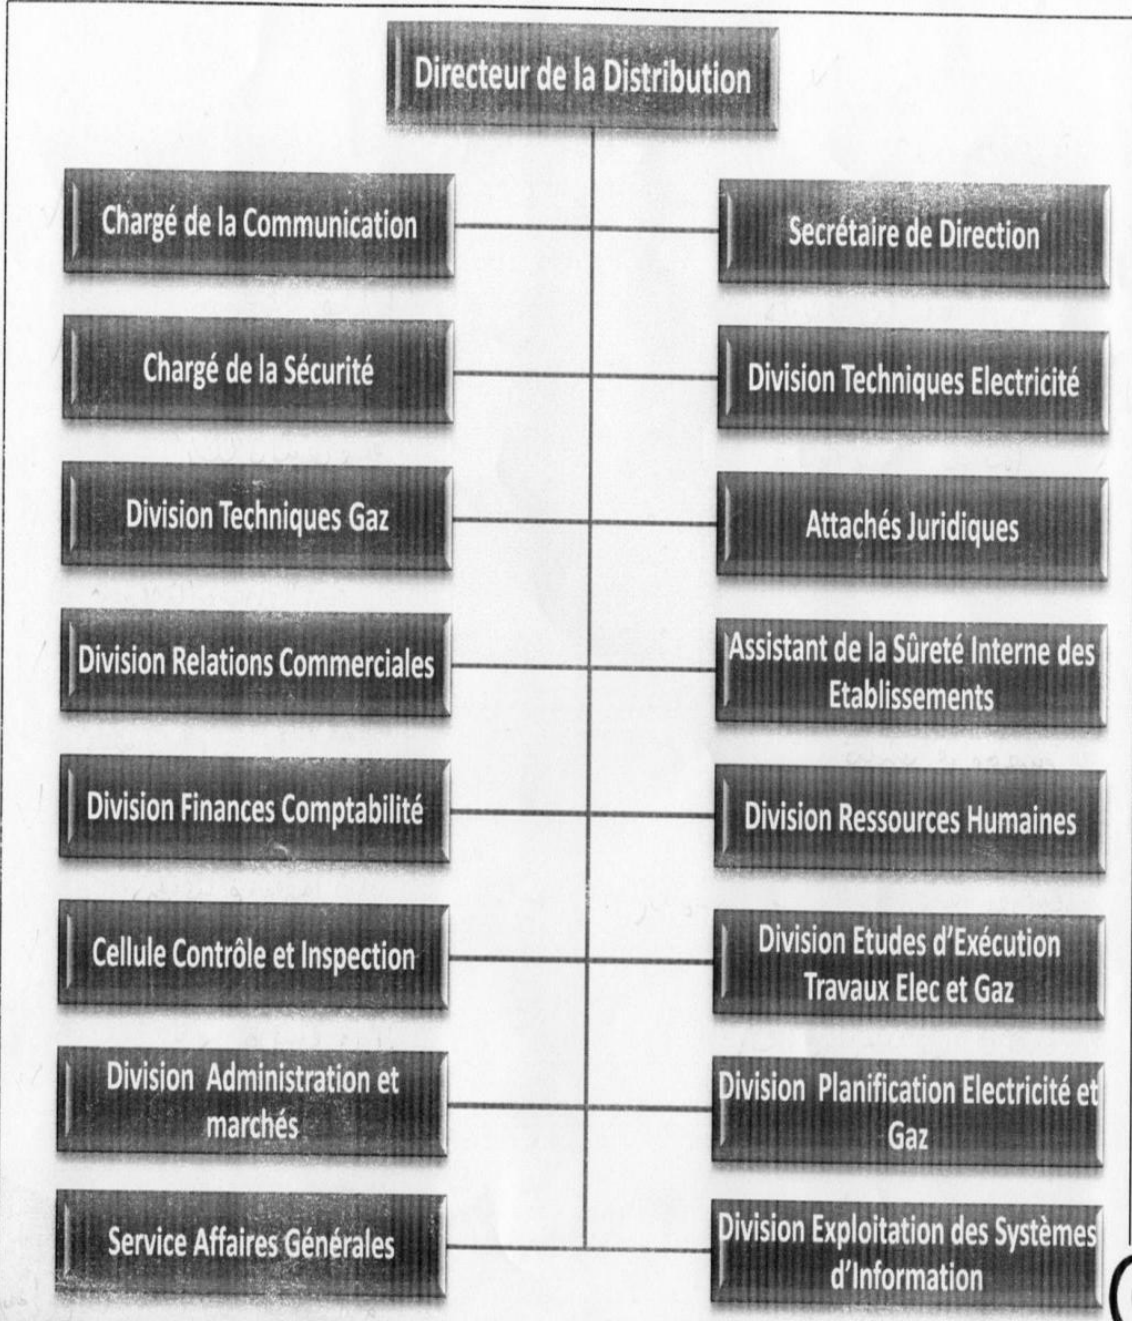 Directeur de la Distribution
Chargé de la Communication
Secrétaire de Direction
Chargé de la Sécurité
Division Techniques Electricité
Division Techniques Gaz
Attachés Juridiques
Division Relations Commerciales
Assistant de la Sûreté Interne des
Etablissements
Division Finances Comptabilité
Division Ressources Humaines
Cellule Contrôle et Inspection
Division Etudes d’Exécution
Travaux Elec et Gaz
Division Administration et
marchés
Division Planification Electricité et
Gaz
Service Affaires Générales
Division Exploitation des Systèmes
d’Information